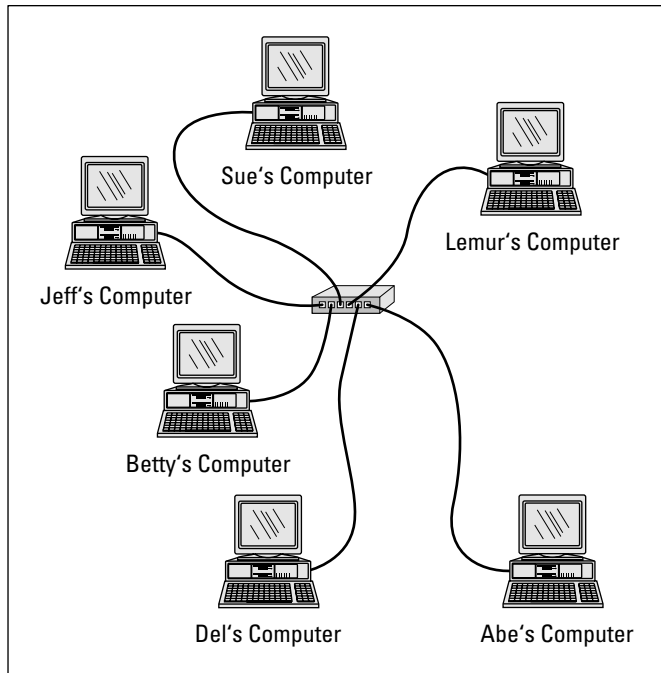 Sue‘s Computer
Lemur‘s Computer
Jeff‘s Computer
Betty‘s Computer
Del‘s Computer
Abe‘s Computer